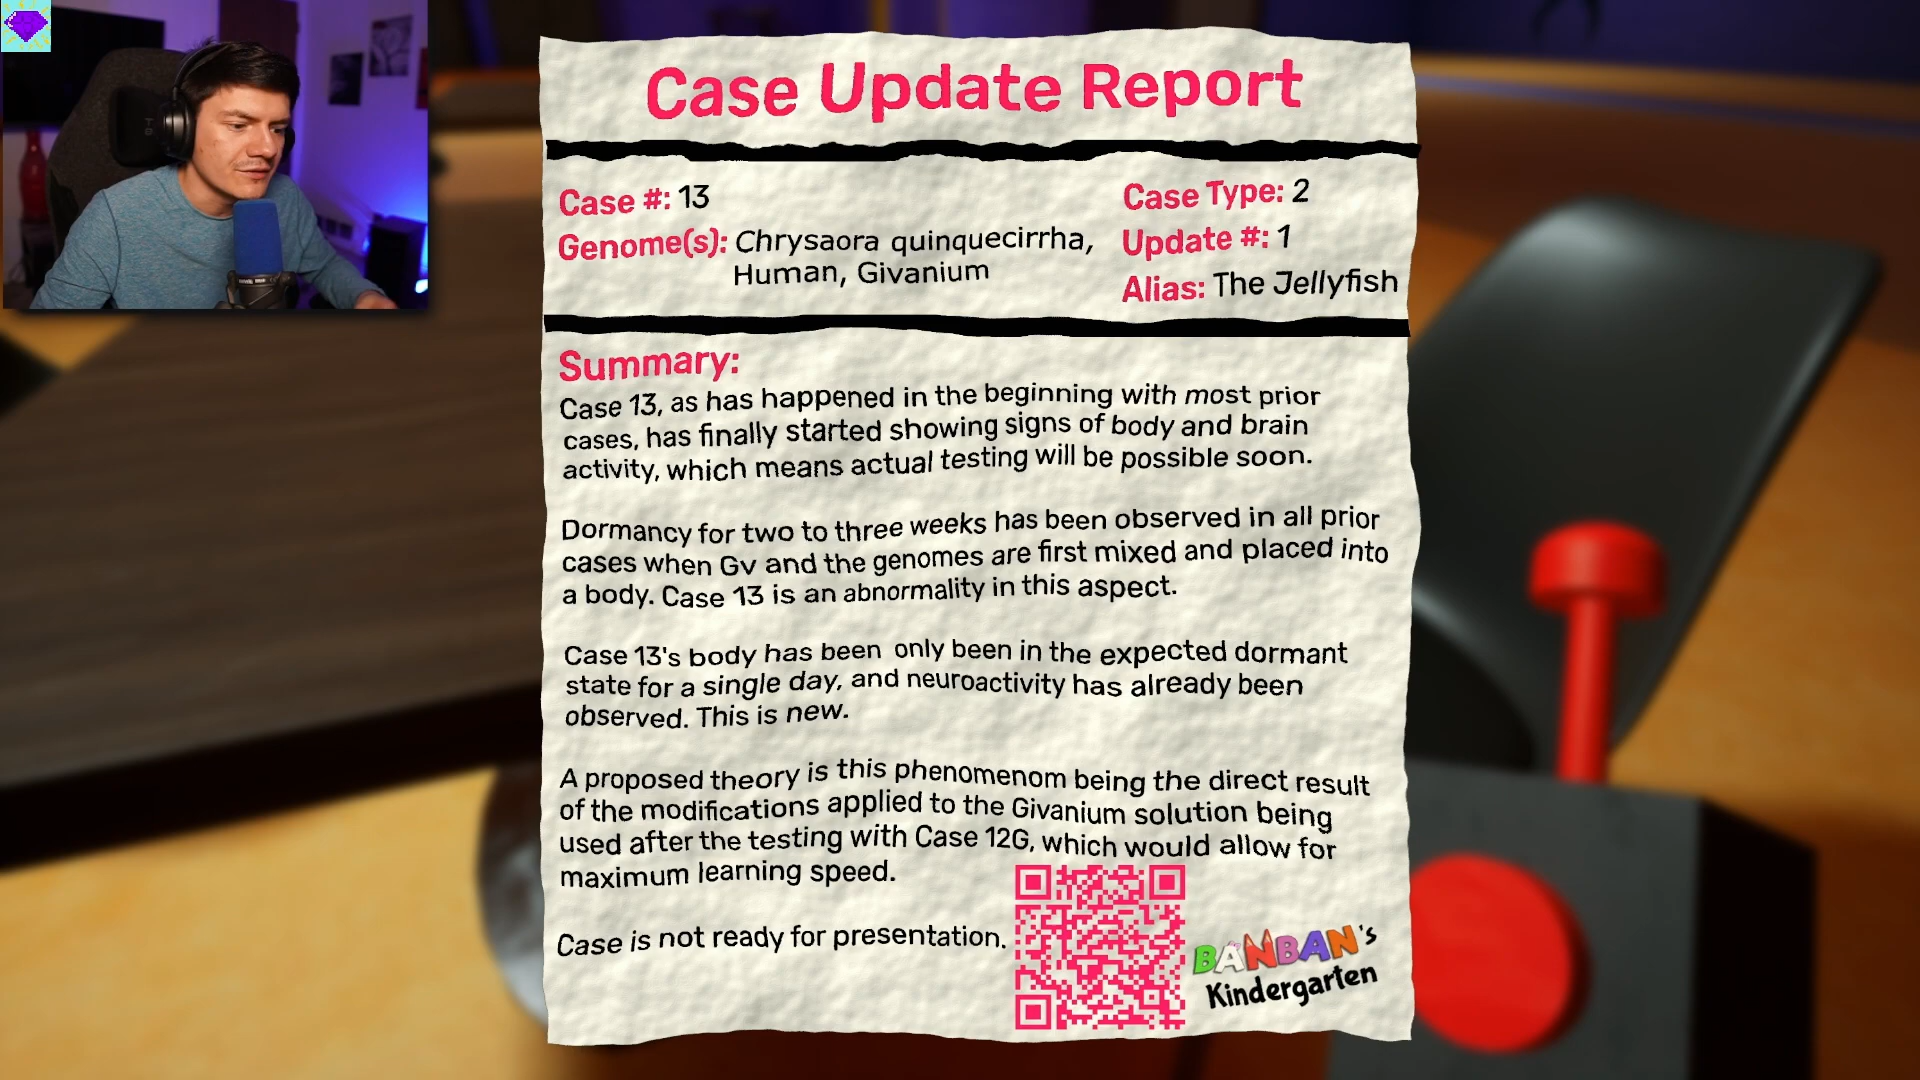 Case Update Report
Case #: 13
Genome(s): Chrysaora quinquecirrha,
Human, Givanium
Case Type: 2
Update #: 1
Alias: The Jellyfish
Summary:
Case 13, as has happened in the beginning with most prior
cases, has finally started showing signs of body and brain
activity, which means actual testing will be possible soon.
Dormancy for two to three weeks has been observed in all prior
cases when Gv and the genomes are first mixed and placed into
a body. Case 13 is an abnormality in this aspect.
Case 13's body has been only been in the expected dormant
state for a single day, and neuroactivity has already been
observed. This is new.
A proposed theory is this phenomenom being the direct result
of the modifications applied to the Givanium solution being
used after the testing with Case 12G, which would allow for
maximum learning speed.
Case is not ready for presentation.
BANBAN's
Kindergarten